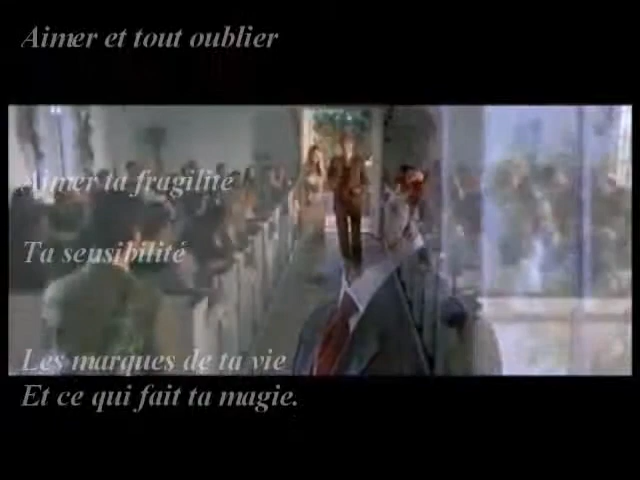 Aimer et tout oublier
Aimer ta fragilité
Ta sensibilité
Les marques de ta vie
Et ce qui fait ta magie.